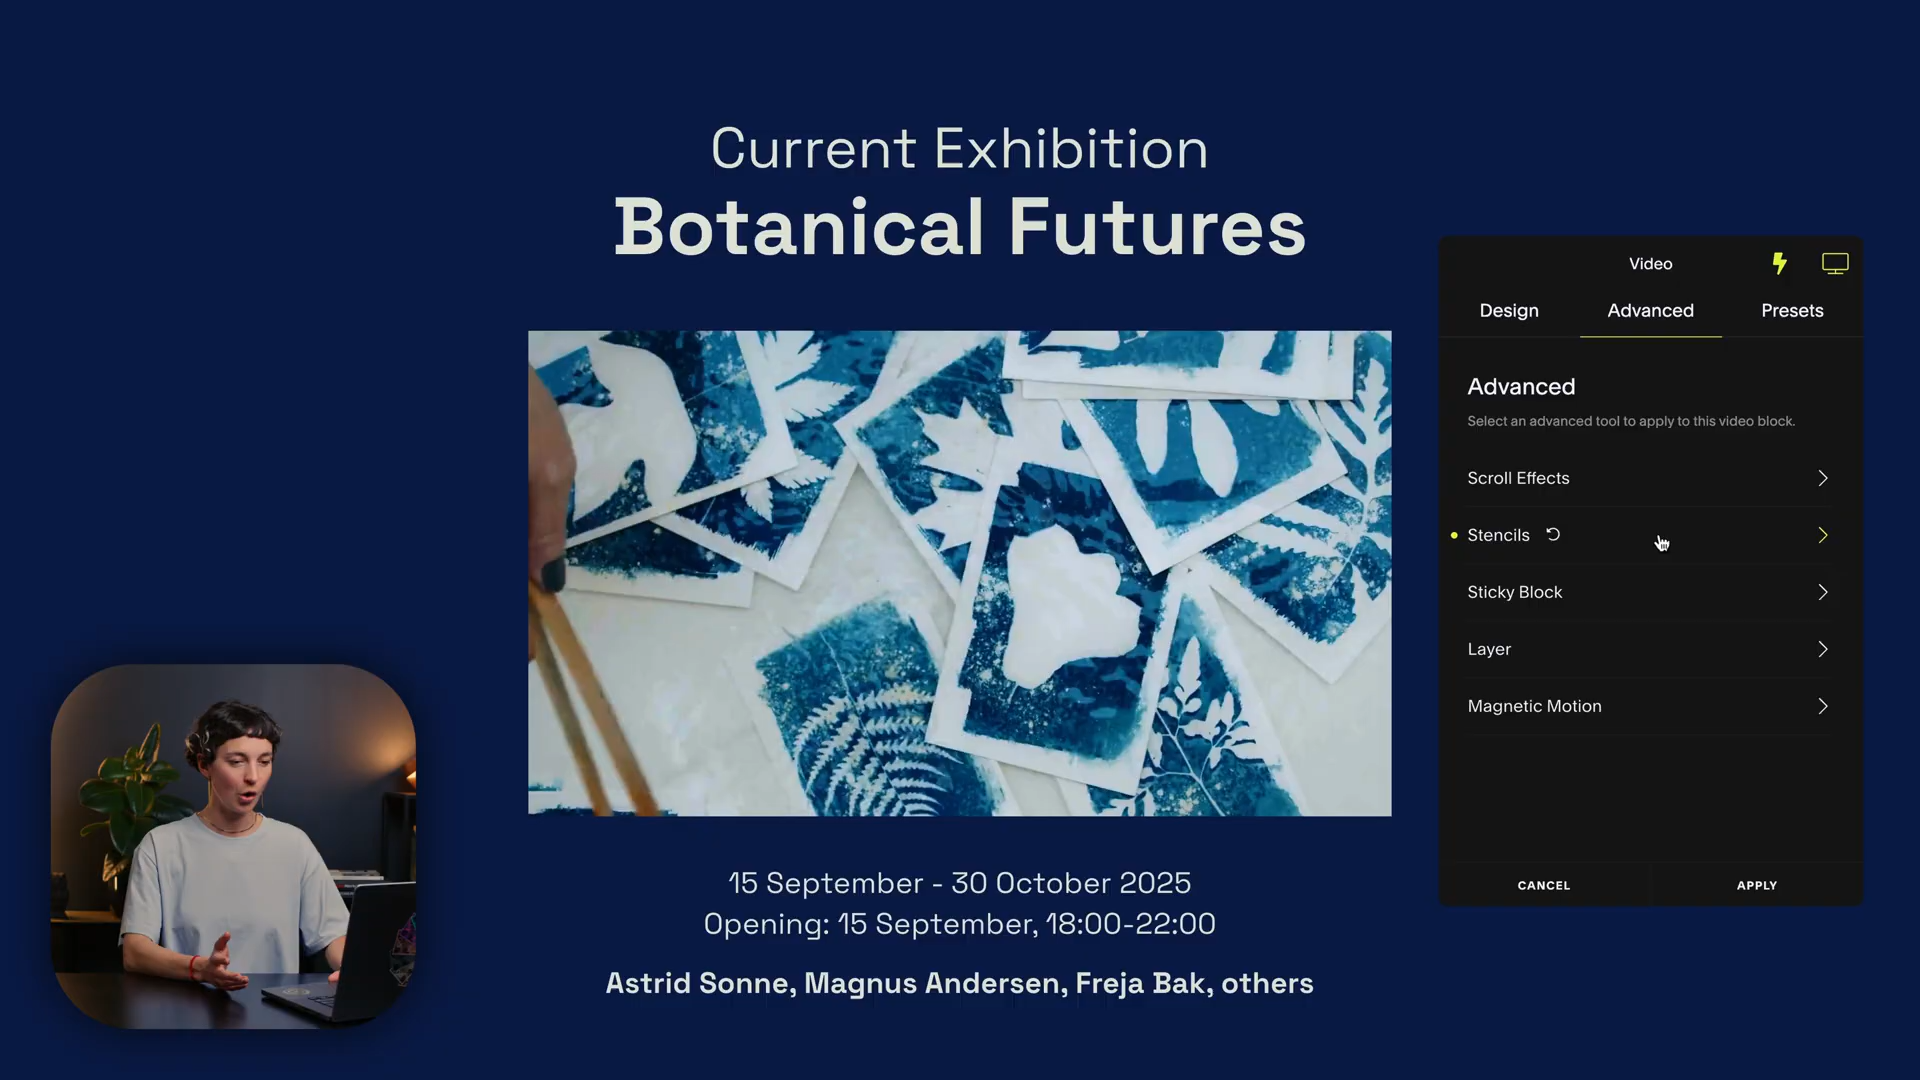 Current Exhibition
Botanical Futures
15 September - 30 October 2025
Opening: 15 September, 18:00-22:00
Astrid Sonne, Magnus Andersen, Freja Bak, others
Video
Design
Advanced
Presets
Advanced
Select an advanced tool to apply to this video block.
Scroll Effects
Stencils
Sticky Block
Layer
Magnetic Motion
CANCEL
APPLY